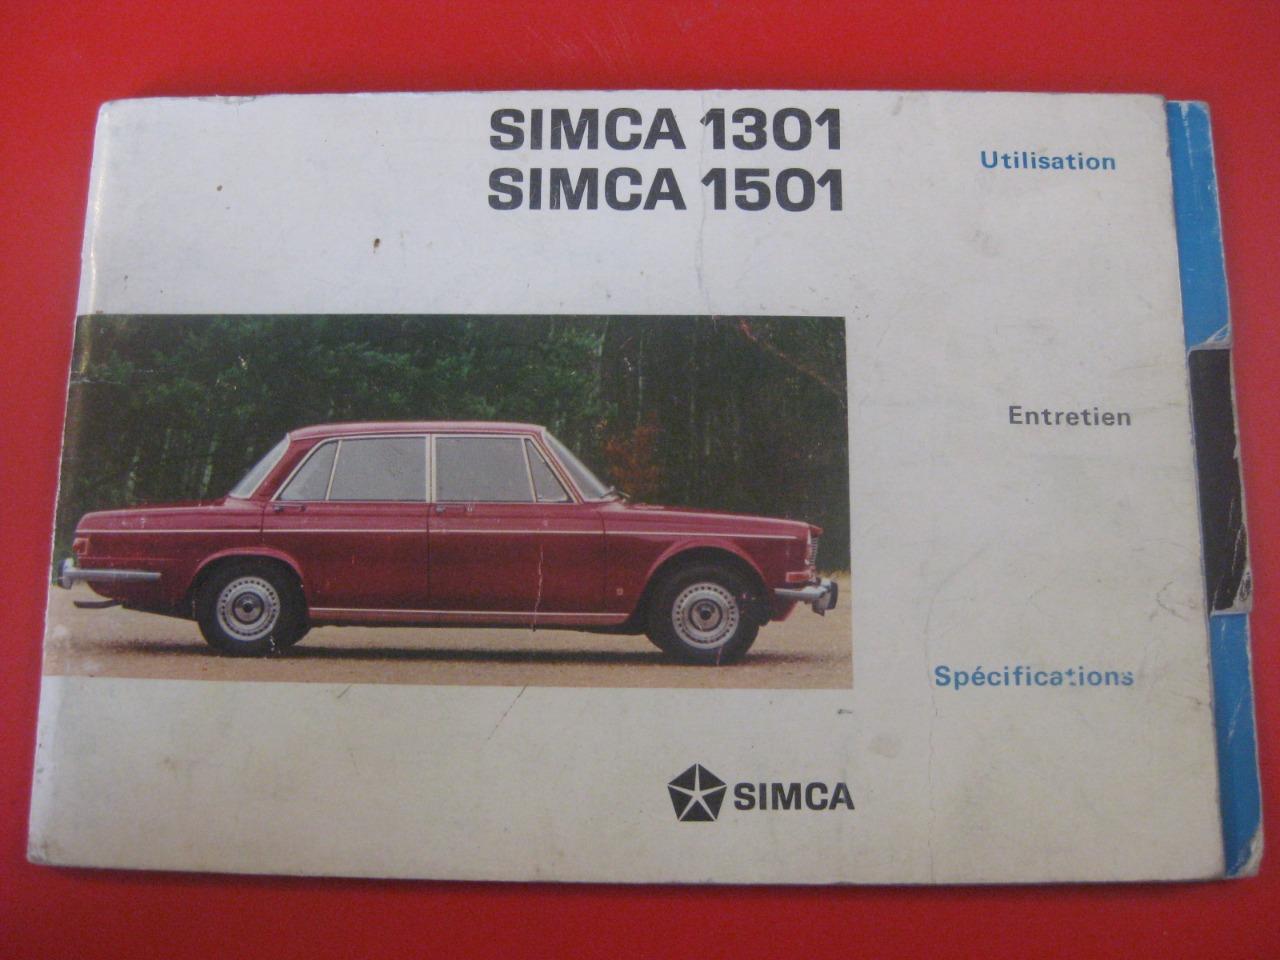 SIMCA 1301
SIMCA 1501
Utilisation
Entretien
Spécifications
SIMCA